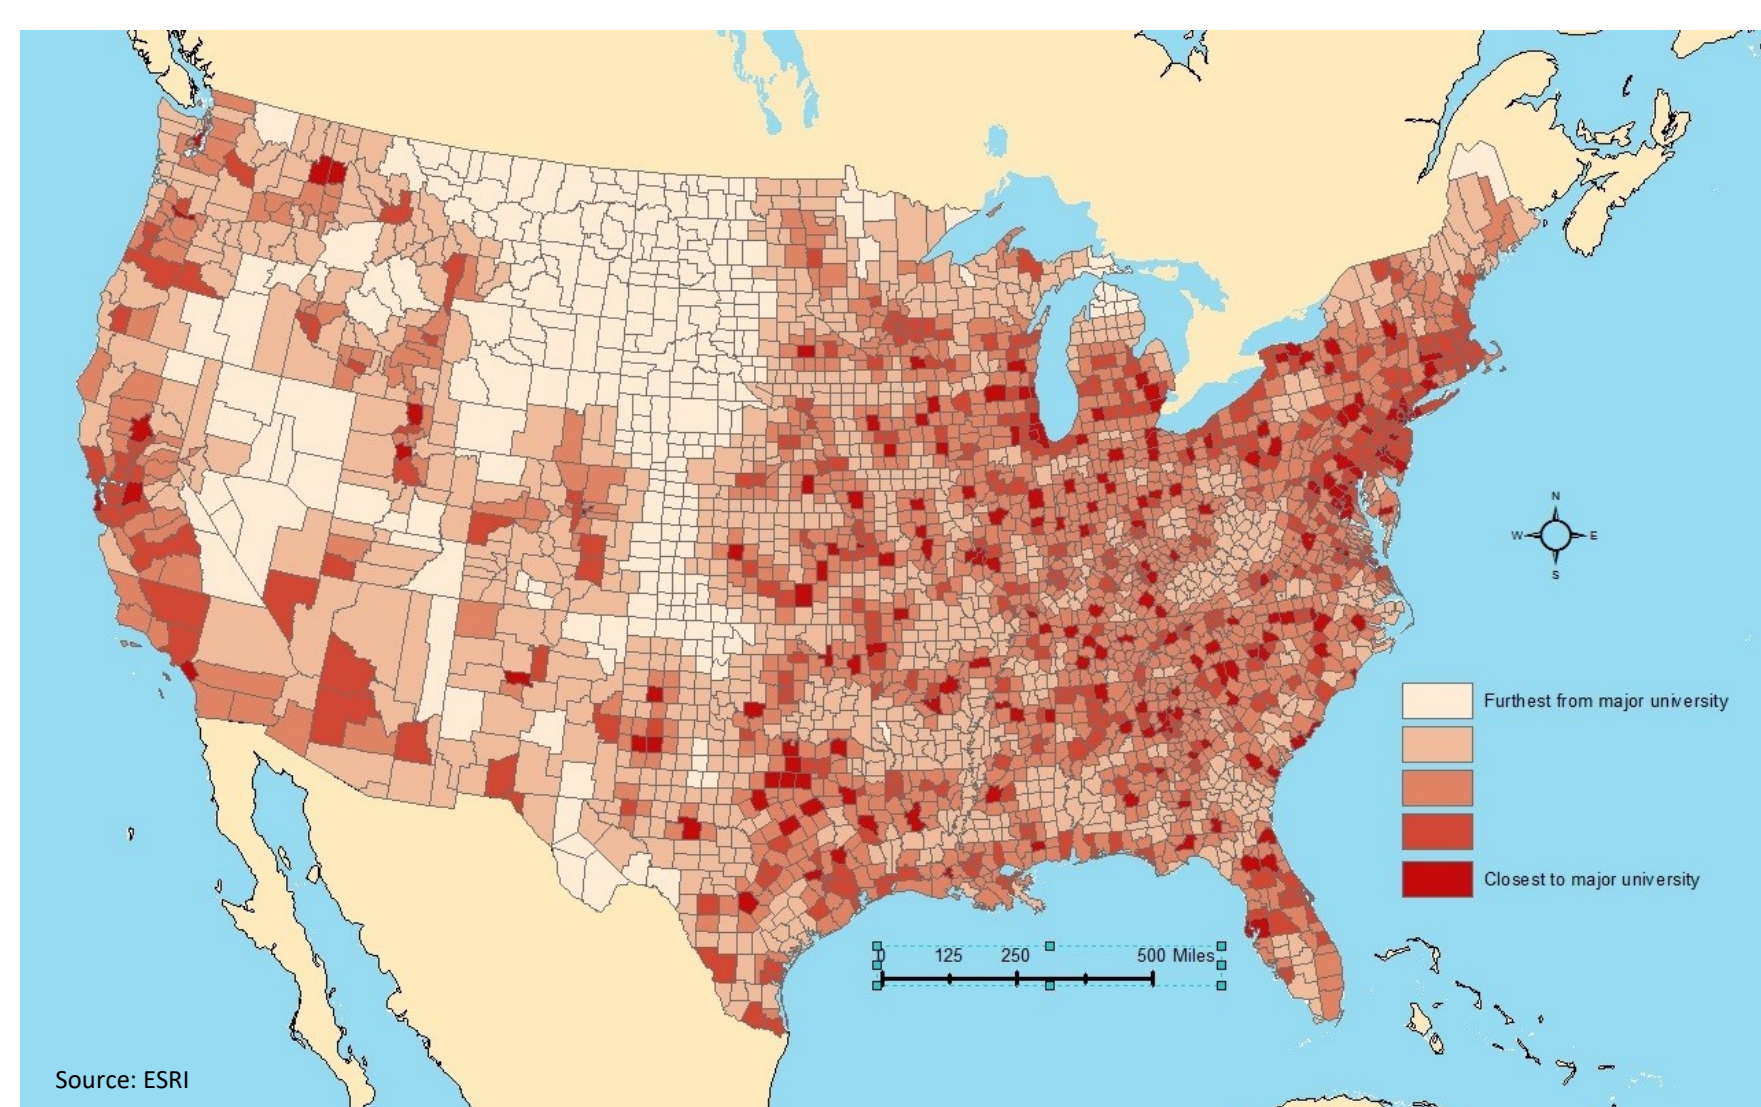 N
W E
S
Furthest from major university
Closest to major university
0 125 250 500 Miles
Source: ESRI